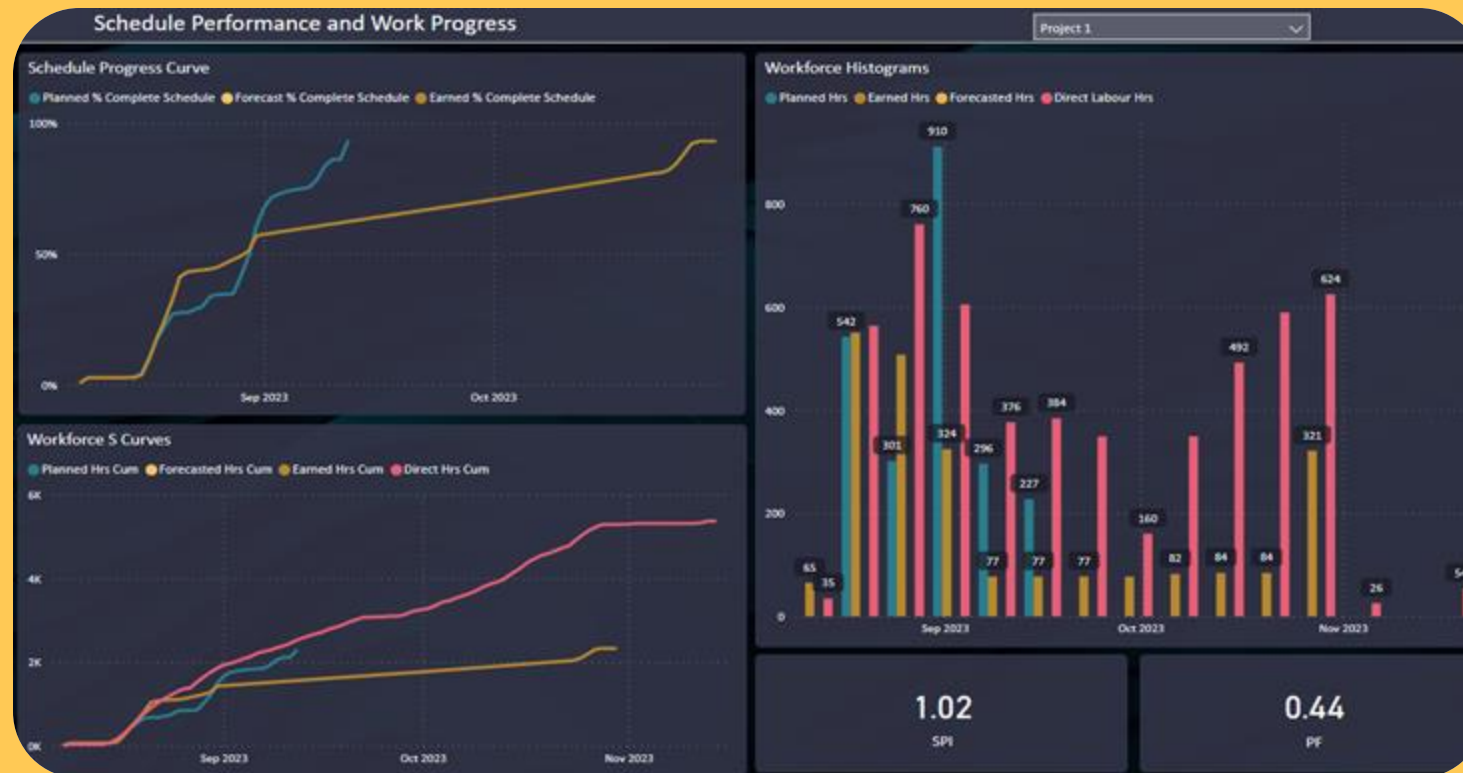 Schedule Performance and Work Progress
Project 1
Schedule Progress Curve
Planned % Complete Schedule Forecast % Complete Schedule Earned % Complete Schedule
100%
50%
0%
Sep 2023 Oct 2023
Workforce S Curves
Planned Hrs Cum Forecasted Hrs Cum Earned Hrs Cum Direct Hrs Cum
6K
4K
2K
0K
Sep 2023 Oct 2023 Nov 2023
Workforce Histograms
Planned Hrs Earned Hrs Forecasted Hrs Direct Labour Hrs
910
800
760
600
624
542
492
400
376 384
301 324 296 321
227
200
160
65 35 77 77 77 82 84 84 26
0
Sep 2023 Oct 2023 Nov 2023
1.02
SPI
0.44
PF